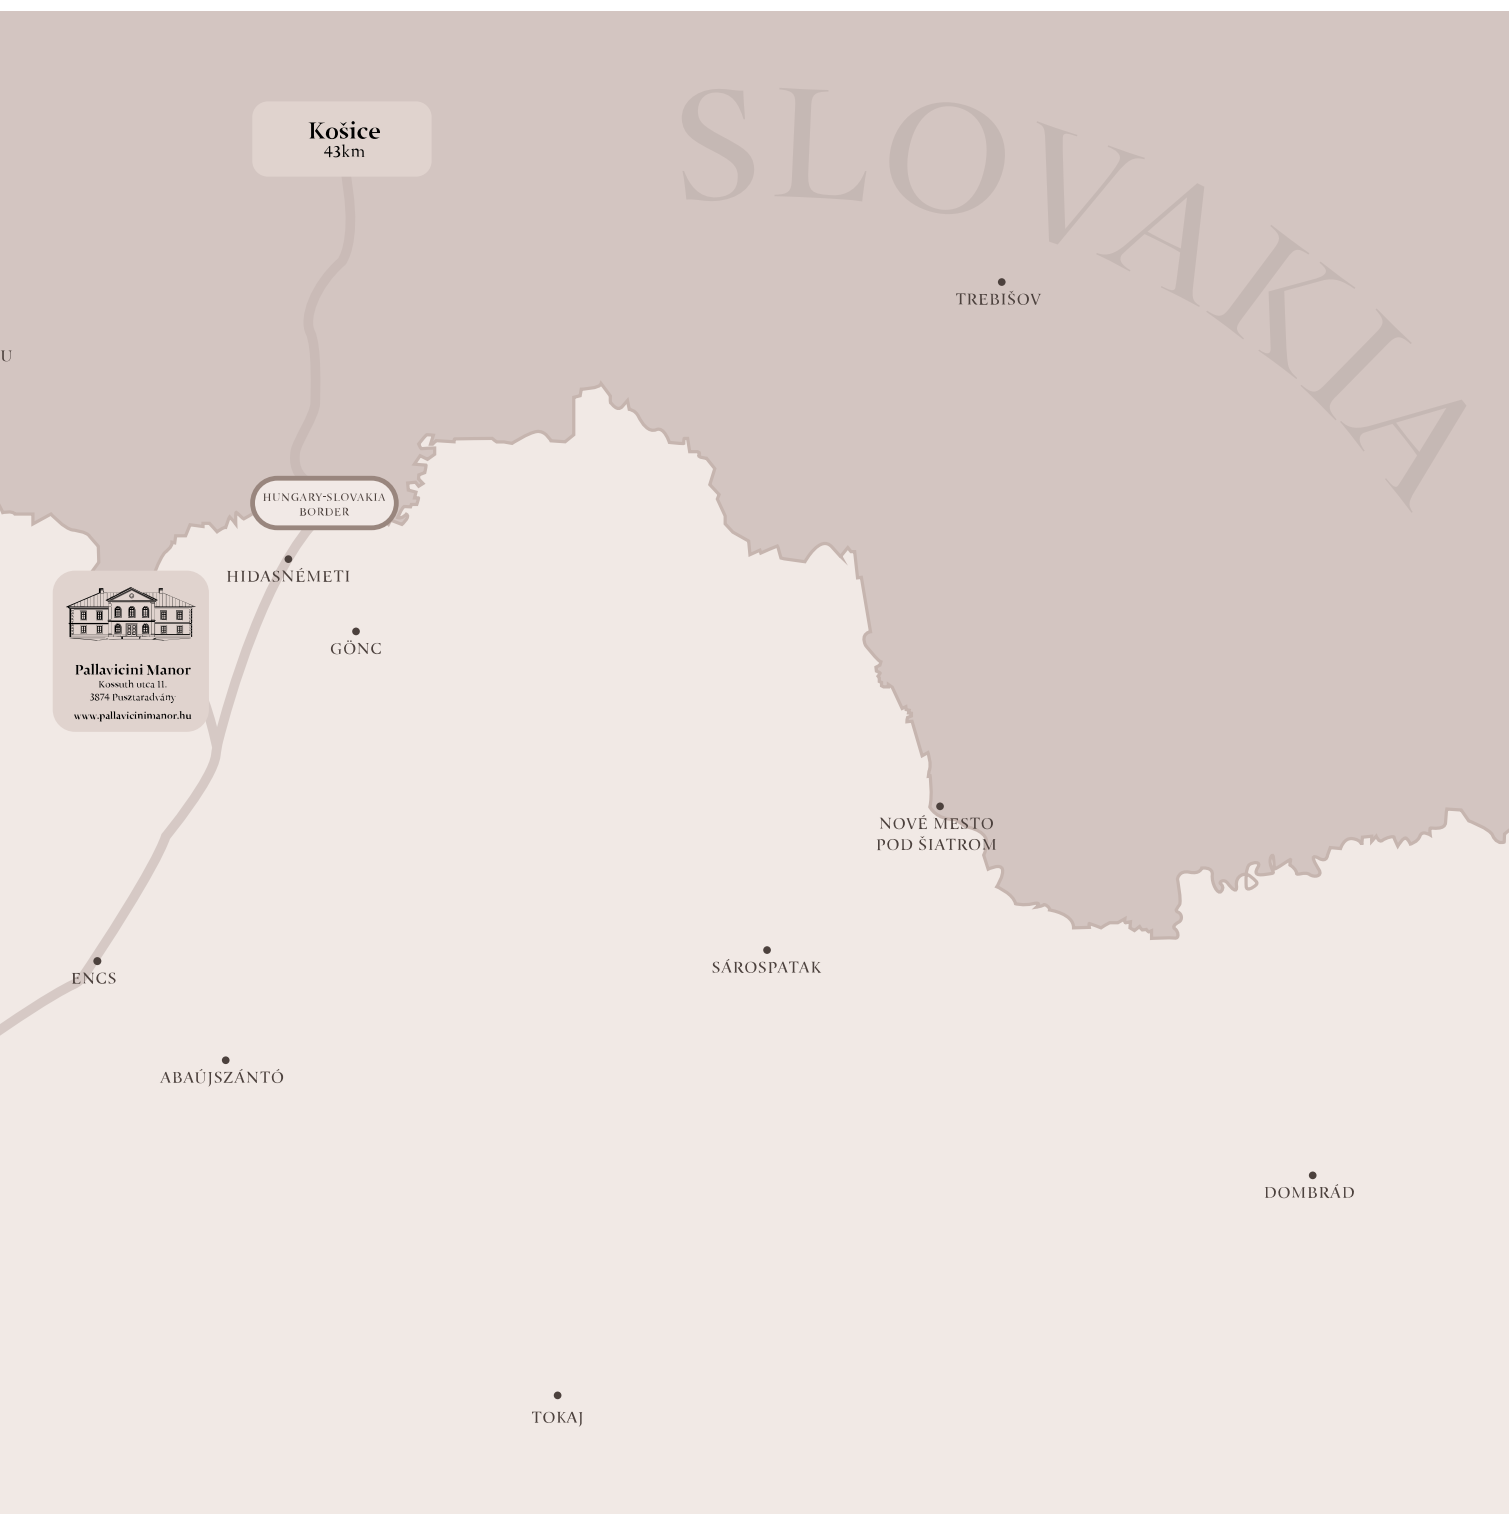 SLOVAKIA
Košice
43km
TREBIŠOV
U
HUNGARY-SLOVAKIA
BORDER
HIDASNÉMETI
GÖNC
Pallavicini Manor
Kossuth utca 11.
3874 Pusztaradvány
www.pallavicinimanor.hu
NOVÉ MESTO
POD ŠIATROM
SÁROSPATAK
ENCS
ABAÚJSZÁNTÓ
DOMBRÁD
TOKAJ